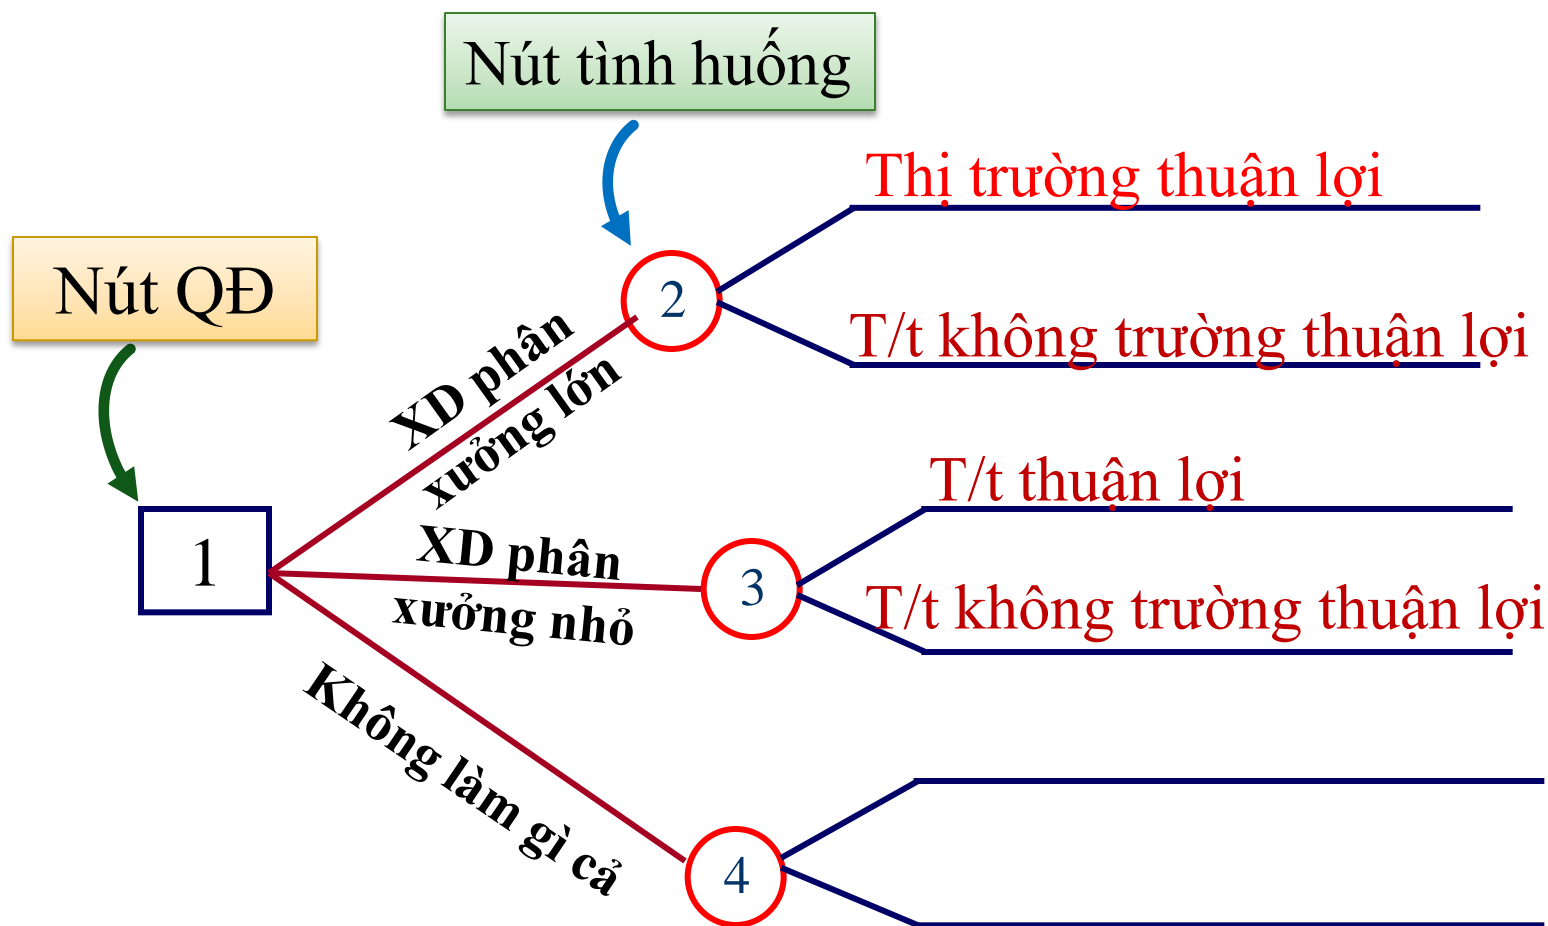 Nút tình huống
Thị trường thuận lợi
Nút QĐ
2
T/t không trường thuận lợi
XD phân
xưởng lớn
T/t thuận lợi
1
XD phân
xưởng nhỏ
3
T/t không trường thuận lợi
Không làm gì cả
4